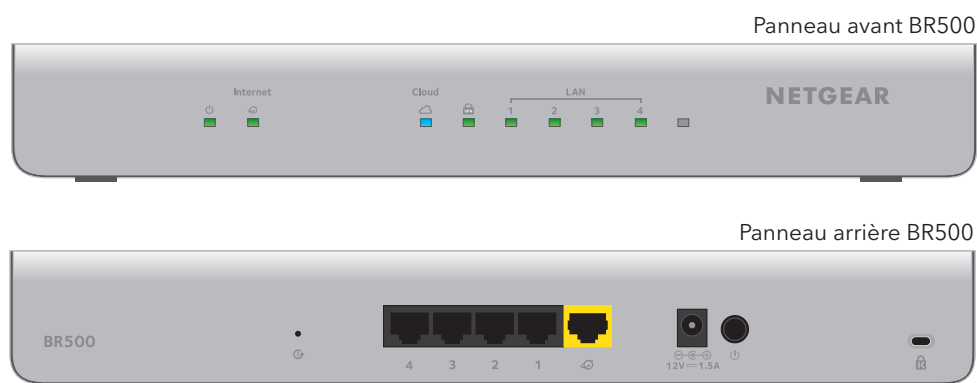 Panneau avant BR500
Internet
Cloud
LAN
1 2 3 4
NETGEAR
Panneau arrière BR500
BR500
4 3 2 1
12V⎓1.5A
K